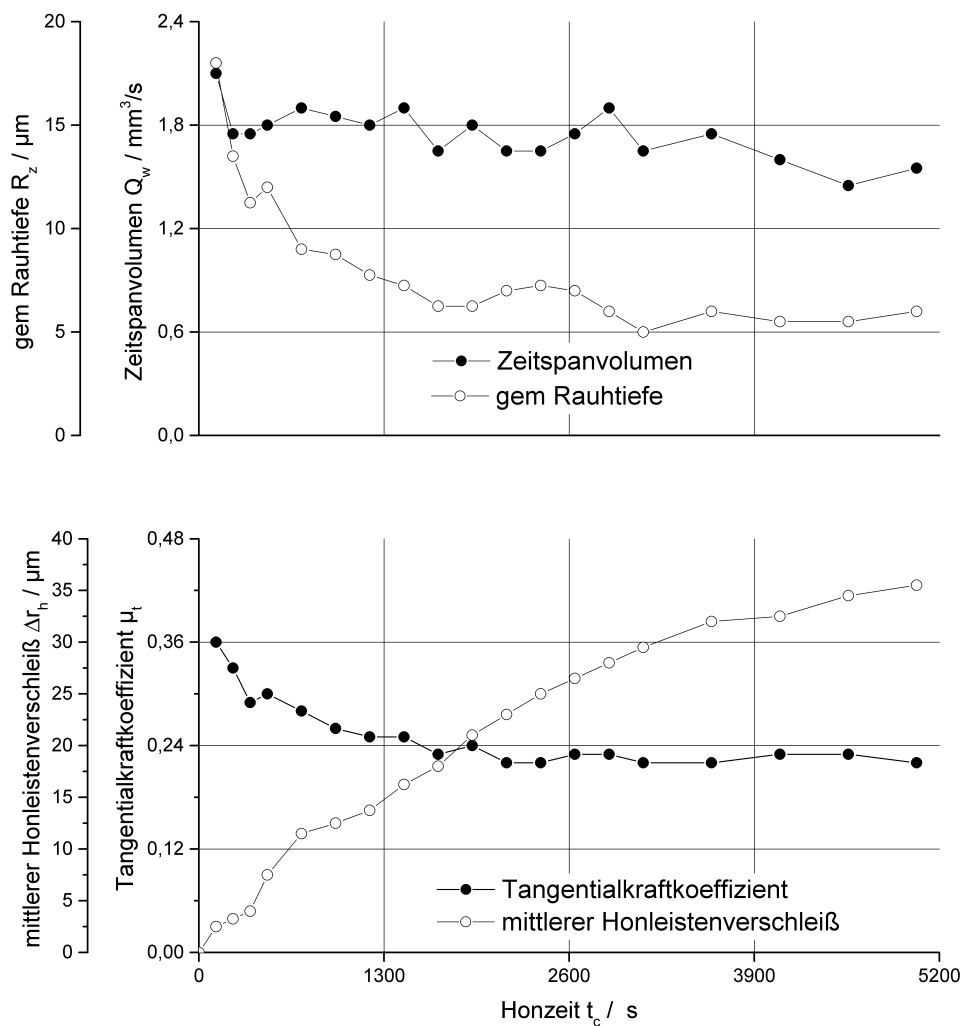 gem Rauhtiefe R_z / µm
20
15
10
5
0
Zeitspanvolumen Q_w / mm³/s
2,4
1,8
1,2
0,6
0,0
Zeitspanvolumen
gem Rauhtiefe
mittlerer Honleistenverschleiß Δr_h / µm
40
35
30
25
20
15
10
5
0
Tangentialkraftkoeffizient µ_t
0,48
0,36
0,24
0,12
0,00
Tangentialkraftkoeffizient
mittlerer Honleistenverschleiß
0 1300 2600 3900 5200
Honzeit t_c / s